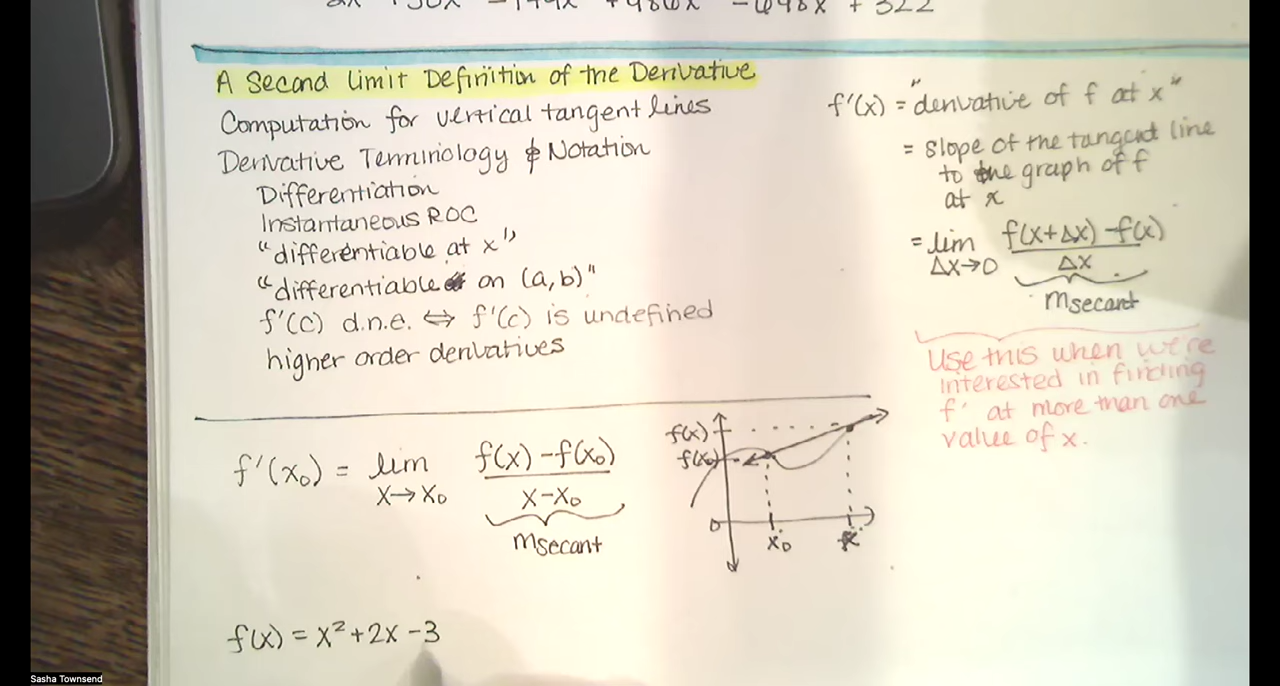 A Second Limit Definition of the Derivative
Computation for vertical tangent lines
Derivative Terminology & Notation
Differentiation
Instantaneous ROC
"differentiable at x"
"differentiable on (a,b)"
f'(c) d.n.e. ⇔ f'(c) is undefined
higher order derivatives
f'(x) = "derivative of f at x"
= slope of the tangent line
to the graph of f
at x
= lim Δx→0 f(x+Δx)-f(x) / Δx
msecant
Use this when we're
interested in finding
f' at more than one
value of x.
f'(x₀) = lim x→x₀ f(x)-f(x₀) / x-x₀
msecant
f(x)
f(x₀)
0
x₀
x
f(x) = x²+2x-3
Sasha Townsend